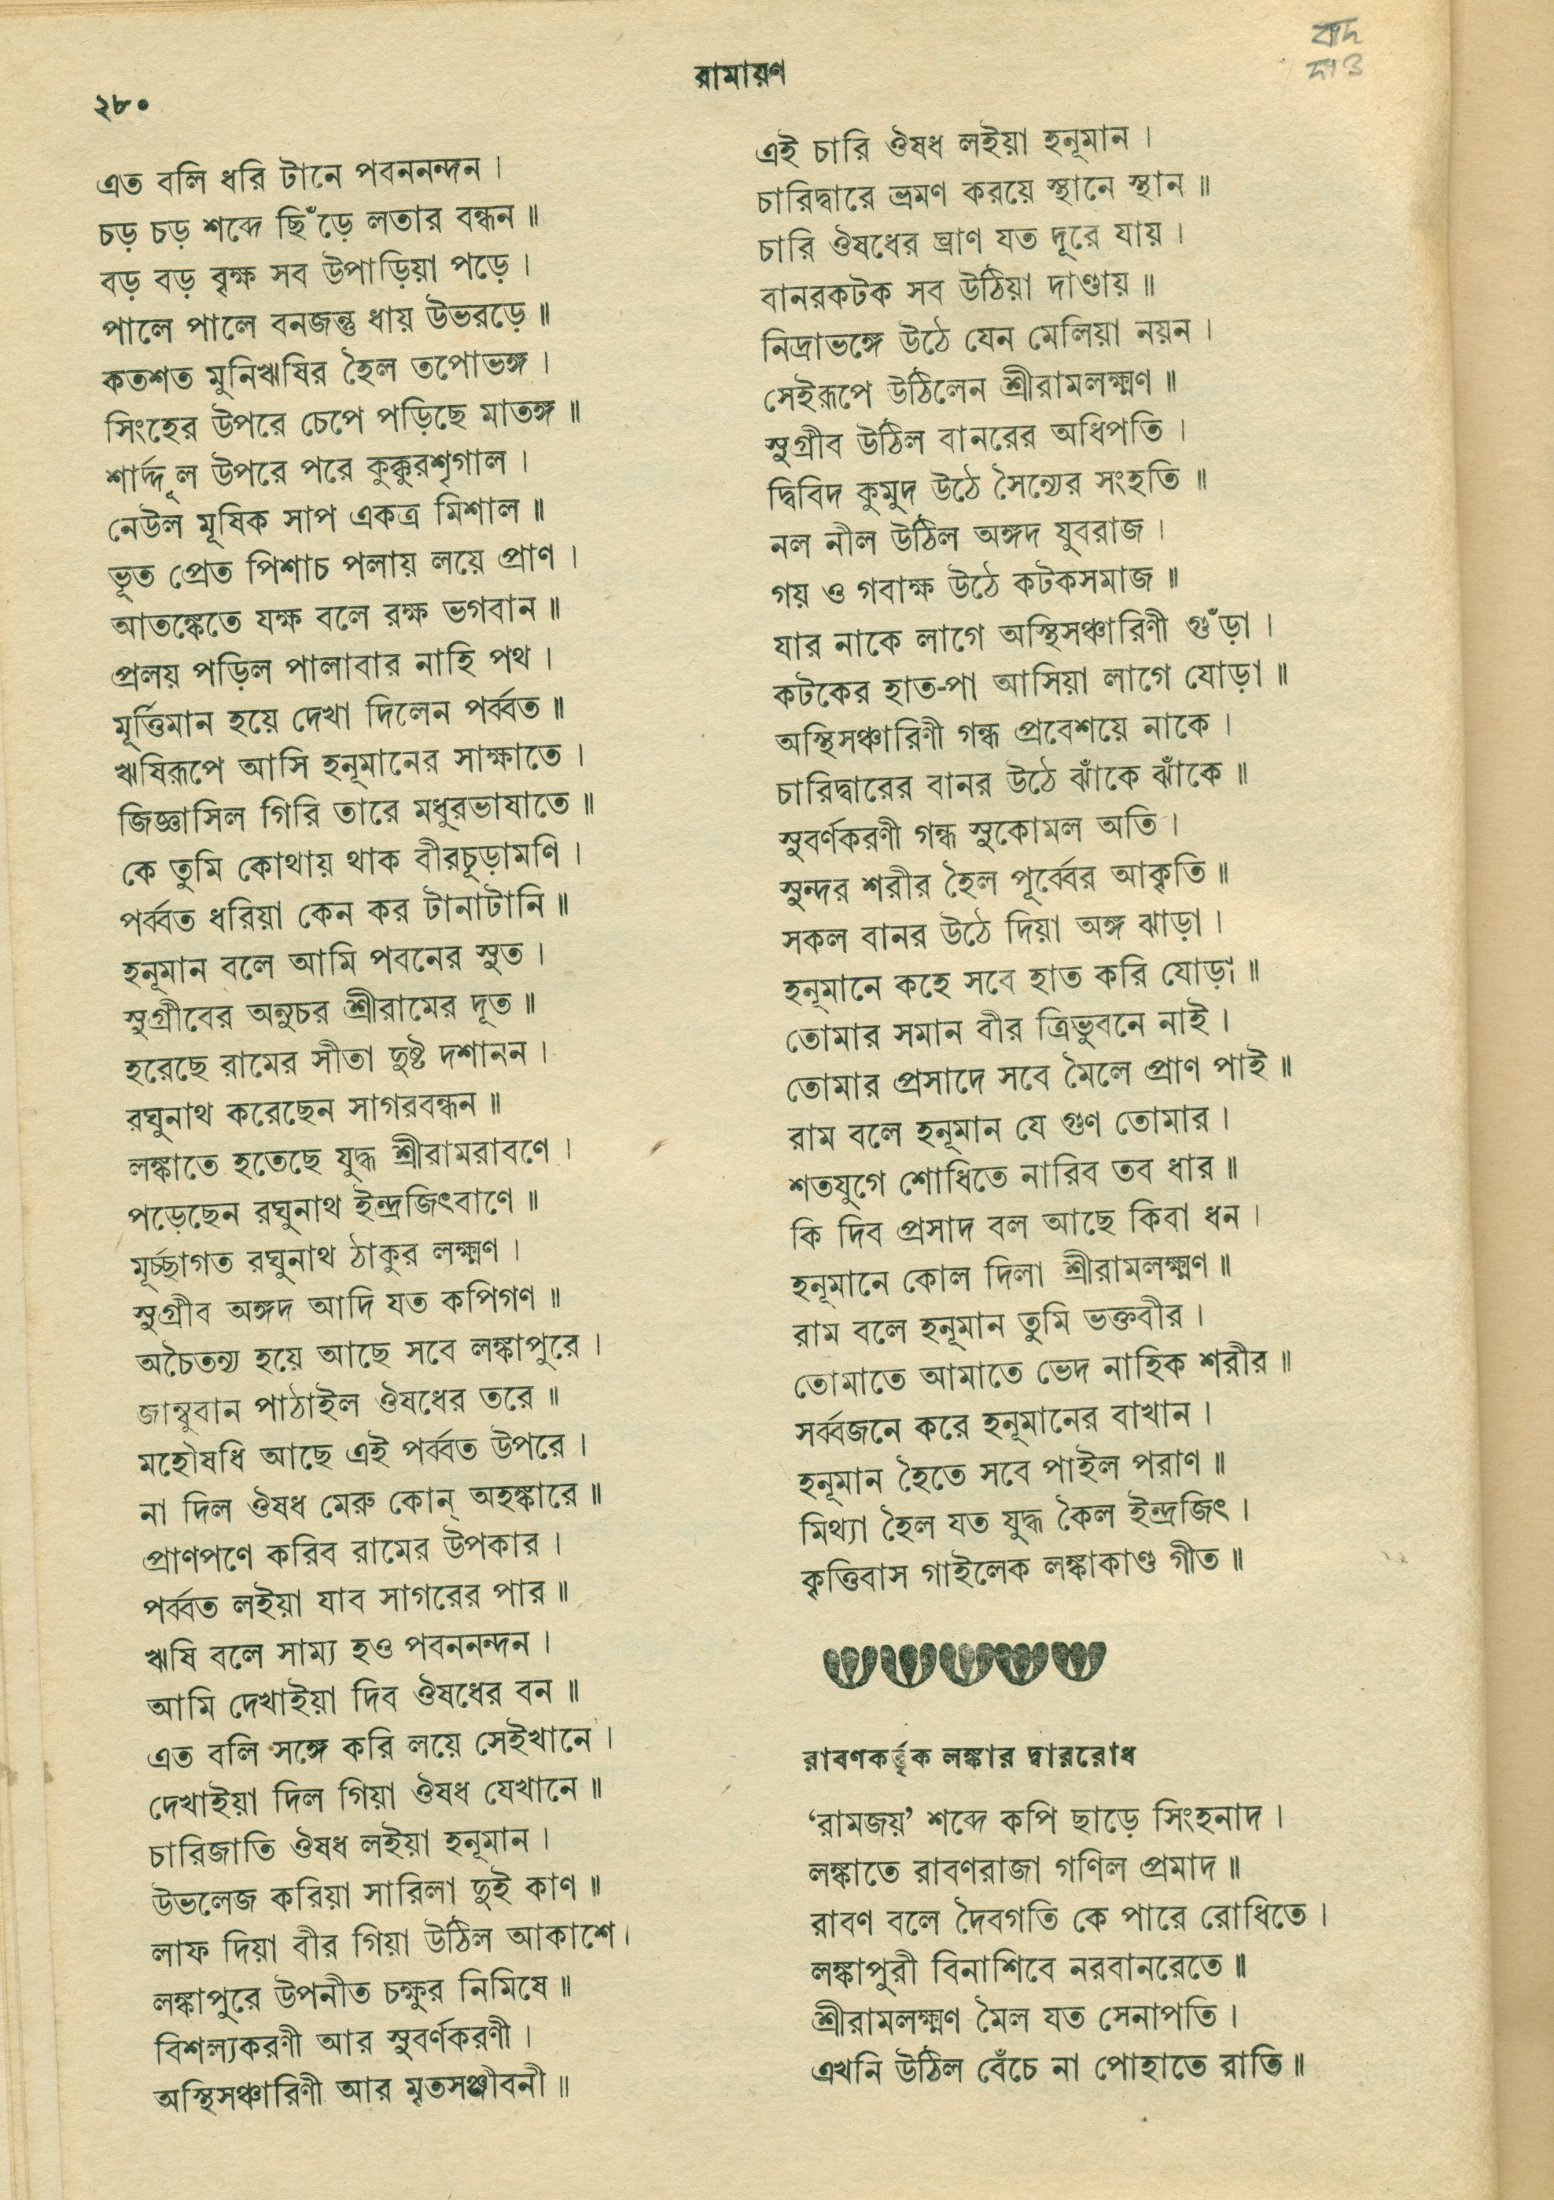 বাদ
দাও
২৮০
রামায়ণ
এত বলি ধরি টানে পবননন্দন।
চড় চড় শব্দে ছিঁড়ে লতার বন্ধন॥
বড় বড় বৃক্ষ সব উপাড়িয়া পড়ে।
পালে পালে বনজন্তু ধায় উভরড়ে॥
কতশত মুনিঋষির হৈল তপোভঙ্গ।
সিংহের উপরে চেপে পড়িছে মাতঙ্গ॥
শার্দ্দূল উপরে পরে কুক্কুরশৃগাল।
নেউল মূষিক সাপ একত্র মিশাল॥
ভূত প্রেত পিশাচ পলায় লয়ে প্রাণ।
আতঙ্কেতে যক্ষ বলে রক্ষ ভগবান॥
প্রলয় পড়িল পালাবার নাহি পথ।
মূর্ত্তিমান হয়ে দেখা দিলেন পর্ব্বত॥
ঋষিরূপে আসি হনূমানের সাক্ষাতে।
জিজ্ঞাসিল গিরি তারে মধুরভাষাতে॥
কে তুমি কোথায় থাক বীরচূড়ামণি।
পর্ব্বত ধরিয়া কেন কর টানাটানি॥
হনূমান বলে আমি পবনের সুত।
সুগ্রীবের অনুচর শ্রীরামের দূত॥
হরেছে রামের সীতা দুষ্ট দশানন।
রঘুনাথ করেছেন সাগরবন্ধন॥
লঙ্কাতে হতেছে যুদ্ধ শ্রীরামরাবণে।
পড়েছেন রঘুনাথ ইন্দ্রজিৎবাণে॥
মূর্চ্ছাগত রঘুনাথ ঠাকুর লক্ষ্মণ।
সুগ্রীব অঙ্গদ আদি যত কপিগণ॥
অচৈতন্য হয়ে আছে সবে লঙ্কাপুরে।
জাম্বুবান পাঠাইল ঔষধের তরে॥
মহৌষধি আছে এই পর্ব্বত উপরে।
না দিল ঔষধ মেরু কোন্ অহঙ্কারে॥
প্রাণপণে করিব রামের উপকার।
পর্ব্বত লইয়া যাব সাগরের পার॥
ঋষি বলে সাম্য হও পবননন্দন।
আমি দেখাইয়া দিব ঔষধের বন॥
এত বলি সঙ্গে করি লয়ে সেইখানে।
দেখাইয়া দিল গিয়া ঔষধ যেখানে॥
চারিজাতি ঔষধ লইয়া হনূমান।
উভলেজ করিয়া সারিলা দুই কাণ॥
লাফ দিয়া বীর গিয়া উঠিল আকাশে।
লঙ্কাপুরে উপনীত চক্ষুর নিমিষে॥
বিশল্যকরণী আর সুবর্ণকরণী।
অস্থিসঞ্চারিণী আর মৃতসঞ্জীবনী॥
এই চারি ঔষধ লইয়া হনূমান।
চারিদ্বারে ভ্রমণ করয়ে স্থানে স্থান॥
চারি ঔষধের ঘ্রাণ যত দূরে যায়।
বানরকটক সব উঠিয়া দাণ্ডায়॥
নিদ্রাভঙ্গে উঠে যেন মেলিয়া নয়ন।
সেইরূপে উঠিলেন শ্রীরামলক্ষ্মণ॥
সুগ্রীব উঠিল বানরের অধিপতি।
দ্বিবিদ কুমুদ উঠে সৈন্যের সংহতি॥
নল নীল উঠিল অঙ্গদ যুবরাজ।
গয় ও গবাক্ষ উঠে কটকসমাজ॥
যার নাকে লাগে অস্থিসঞ্চারিণী গুঁড়া।
কটকের হাত-পা আসিয়া লাগে যোড়া॥
অস্থিসঞ্চারিণী গন্ধ প্রবেশয়ে নাকে।
চারিদ্বারের বানর উঠে ঝাঁকে ঝাঁকে॥
সুবর্ণকরণী গন্ধ সুকোমল অতি।
সুন্দর শরীর হৈল পূর্ব্বের আকৃতি॥
সকল বানর উঠে দিয়া অঙ্গ ঝাড়া।
হনূমানে কহে সবে হাত করি যোড়া॥
তোমার সমান বীর ত্রিভুবনে নাই।
তোমার প্রসাদে সবে মৈলে প্রাণ পাই॥
রাম বলে হনূমান যে গুণ তোমার।
শতযুগে শোধিতে নারিব তব ধার॥
কি দিব প্রসাদ বল আছে কিবা ধন।
হনূমানে কোল দিলা শ্রীরামলক্ষ্মণ॥
রাম বলে হনূমান তুমি ভক্তবীর।
তোমাতে আমাতে ভেদ নাহিক শরীর॥
সর্ব্বজনে করে হনূমানের বাখান।
হনূমান হৈতে সবে পাইল পরাণ॥
মিথ্যা হৈল যত যুদ্ধ কৈল ইন্দ্রজিৎ।
কৃত্তিবাস গাইলেক লঙ্কাকাণ্ড গীত॥
রাবণকর্ত্তৃক লঙ্কার দ্বাররোধ
‘রামজয়’ শব্দে কপি ছাড়ে সিংহনাদ।
লঙ্কাতে রাবণরাজা গণিল প্রমাদ॥
রাবণ বলে দৈবগতি কে পারে রোধিতে।
লঙ্কাপুরী বিনাশিবে নরবানরেতে॥
শ্রীরামলক্ষ্মণ মৈল যত সেনাপতি।
এখনি উঠিল বেঁচে না পোহাতে রাতি॥